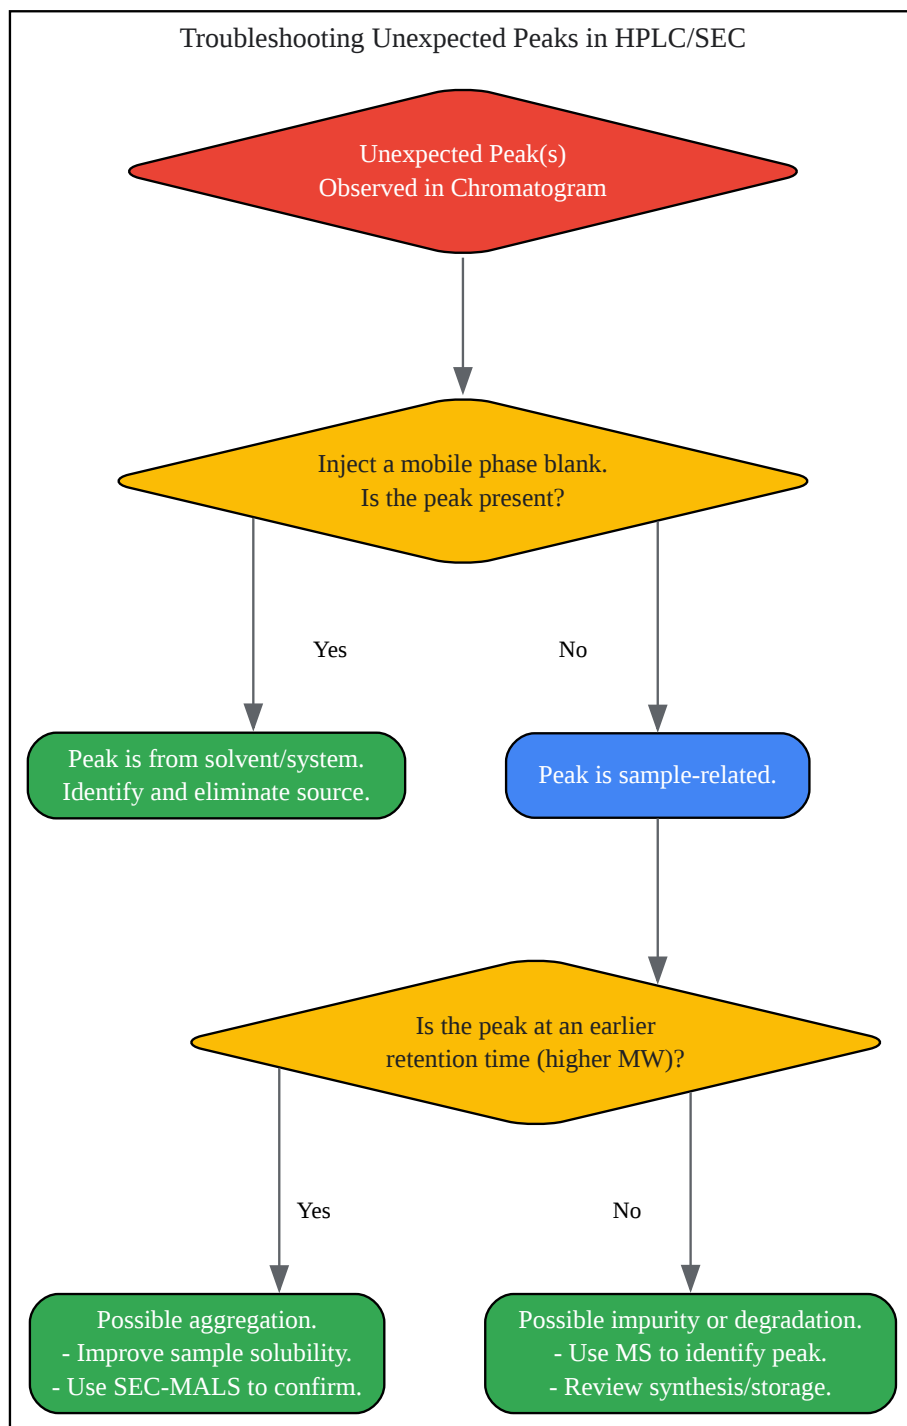 Troubleshooting Unexpected Peaks in HPLC/SEC
Unexpected Peak(s)
Observed in Chromatogram
Inject a mobile phase blank.
Is the peak present?
Yes
No
Peak is from solvent/system.
Identify and eliminate source.
Peak is sample-related.
Is the peak at an earlier
retention time (higher MW)?
Yes
No
Possible aggregation.
- Improve sample solubility.
- Use SEC-MALS to confirm.
Possible impurity or degradation.
- Use MS to identify peak.
- Review synthesis/storage.